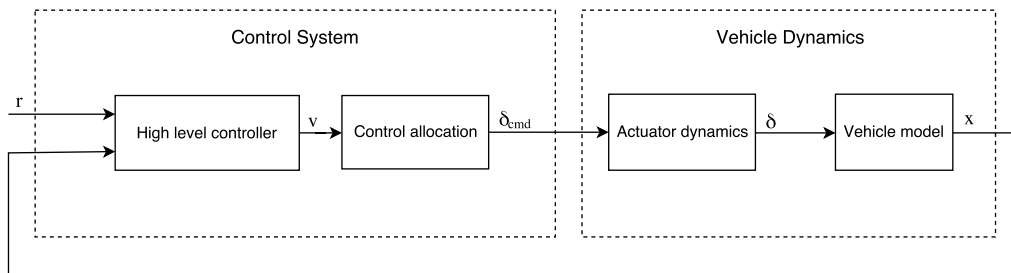 Control System
Vehicle Dynamics
r
High level controller
v
Control allocation
δcmd
Actuator dynamics
δ
Vehicle model
x